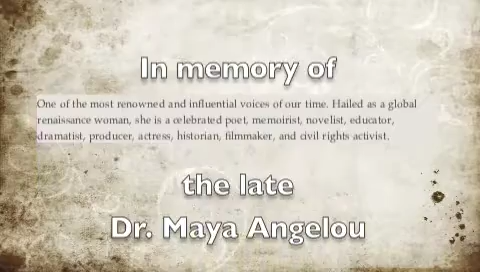 In memory of
One of the most renowned and influential voices of our time. Hailed as a global
renaissance woman, she is a celebrated poet, memoirist, novelist, educator,
dramatist, producer, actress, historian, filmmaker, and civil rights activist.
the late
Dr. Maya Angelou